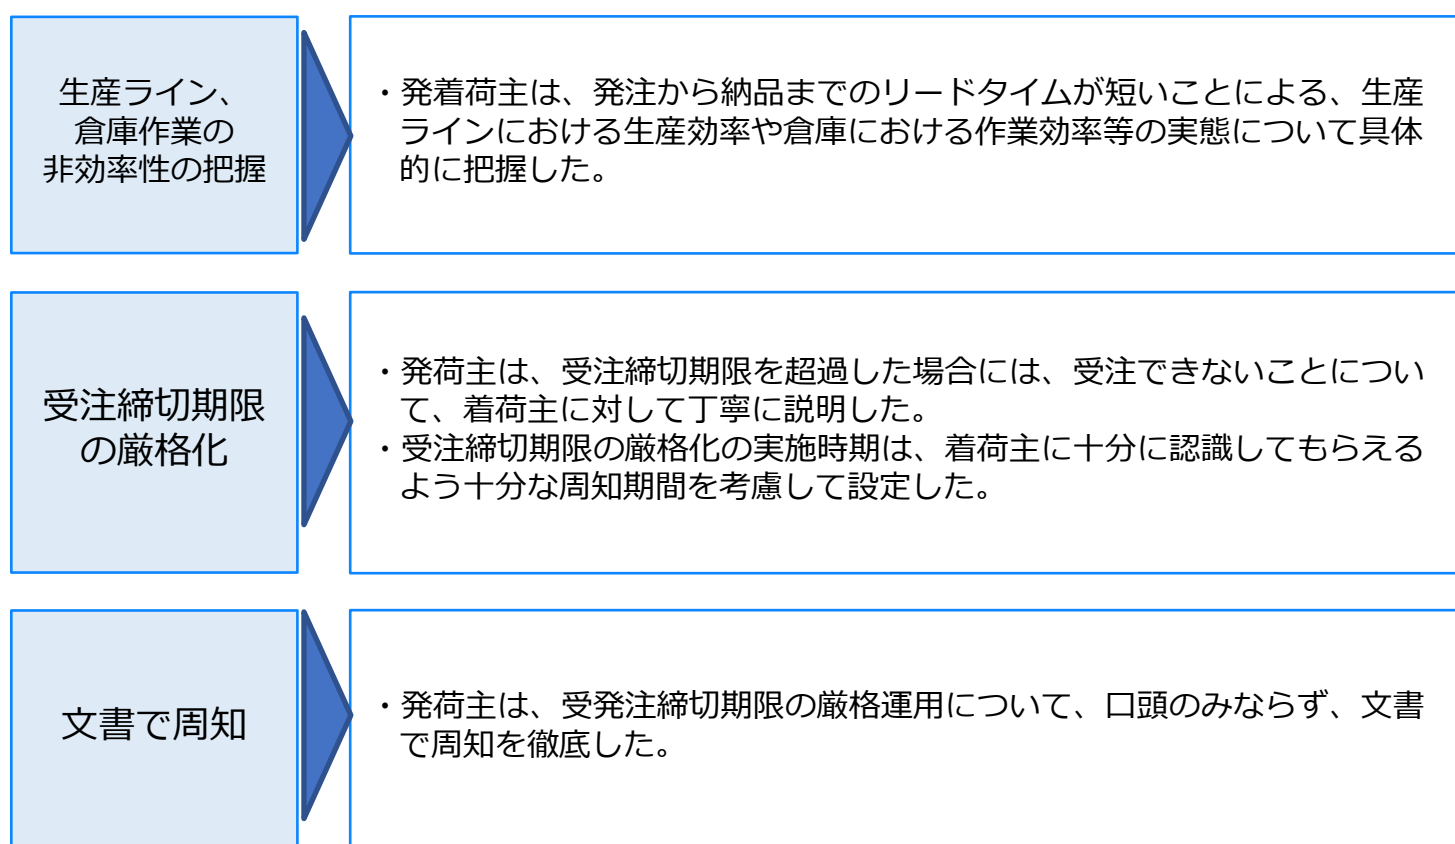 生産ライン、
倉庫作業の
非効率性の把握
・発着荷主は、発注から納品までのリードタイムが短いことによる、生産
ラインにおける生産効率や倉庫における作業効率等の実態について具体
的に把握した。
受注締切期限
の厳格化
・発荷主は、受注締切期限を超過した場合には、受注できないことについ
て、着荷主に対して丁寧に説明した。
・受注締切期限の厳格化の実施時期は、着荷主に十分に認識してもらえる
よう十分な周知期間を考慮して設定した。
文書で周知
・発荷主は、受発注締切期限の厳格運用について、口頭のみならず、文書
で周知を徹底した。